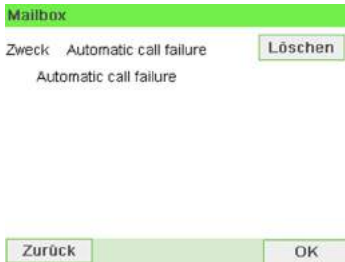 Mailbox
Zweck Automatic call failure Löschen
Automatic call failure
Zurück OK